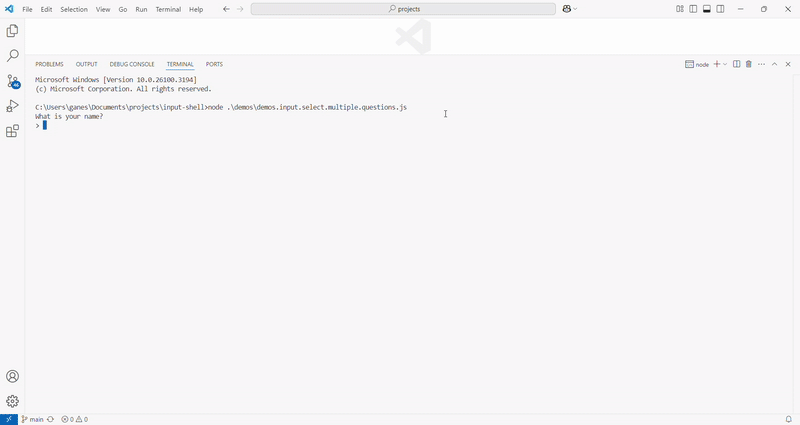 File Edit Selection View Go Run Terminal Help
projects
PROBLEMS OUTPUT DEBUG CONSOLE TERMINAL PORTS
node
Microsoft Windows [Version 10.0.26100.3194]
(c) Microsoft Corporation. All rights reserved.
C:\Users\ganes\Documents\projects\input-shell>node .\demos\demos.input.select.multiple.questions.js
What is your name?
>
46
main 0 0